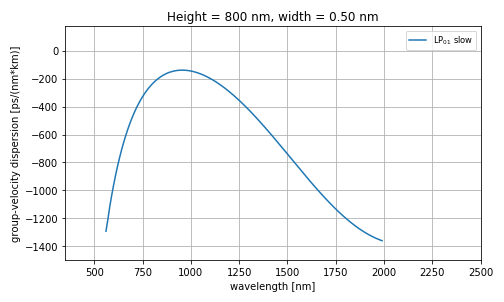 Height = 800 nm, width = 0.50 nm
LP₀₁ slow
group-velocity dispersion [ps/(nm*km)]
0
−200
−400
−600
−800
−1000
−1200
−1400
500 750 1000 1250 1500 1750 2000 2250 2500
wavelength [nm]